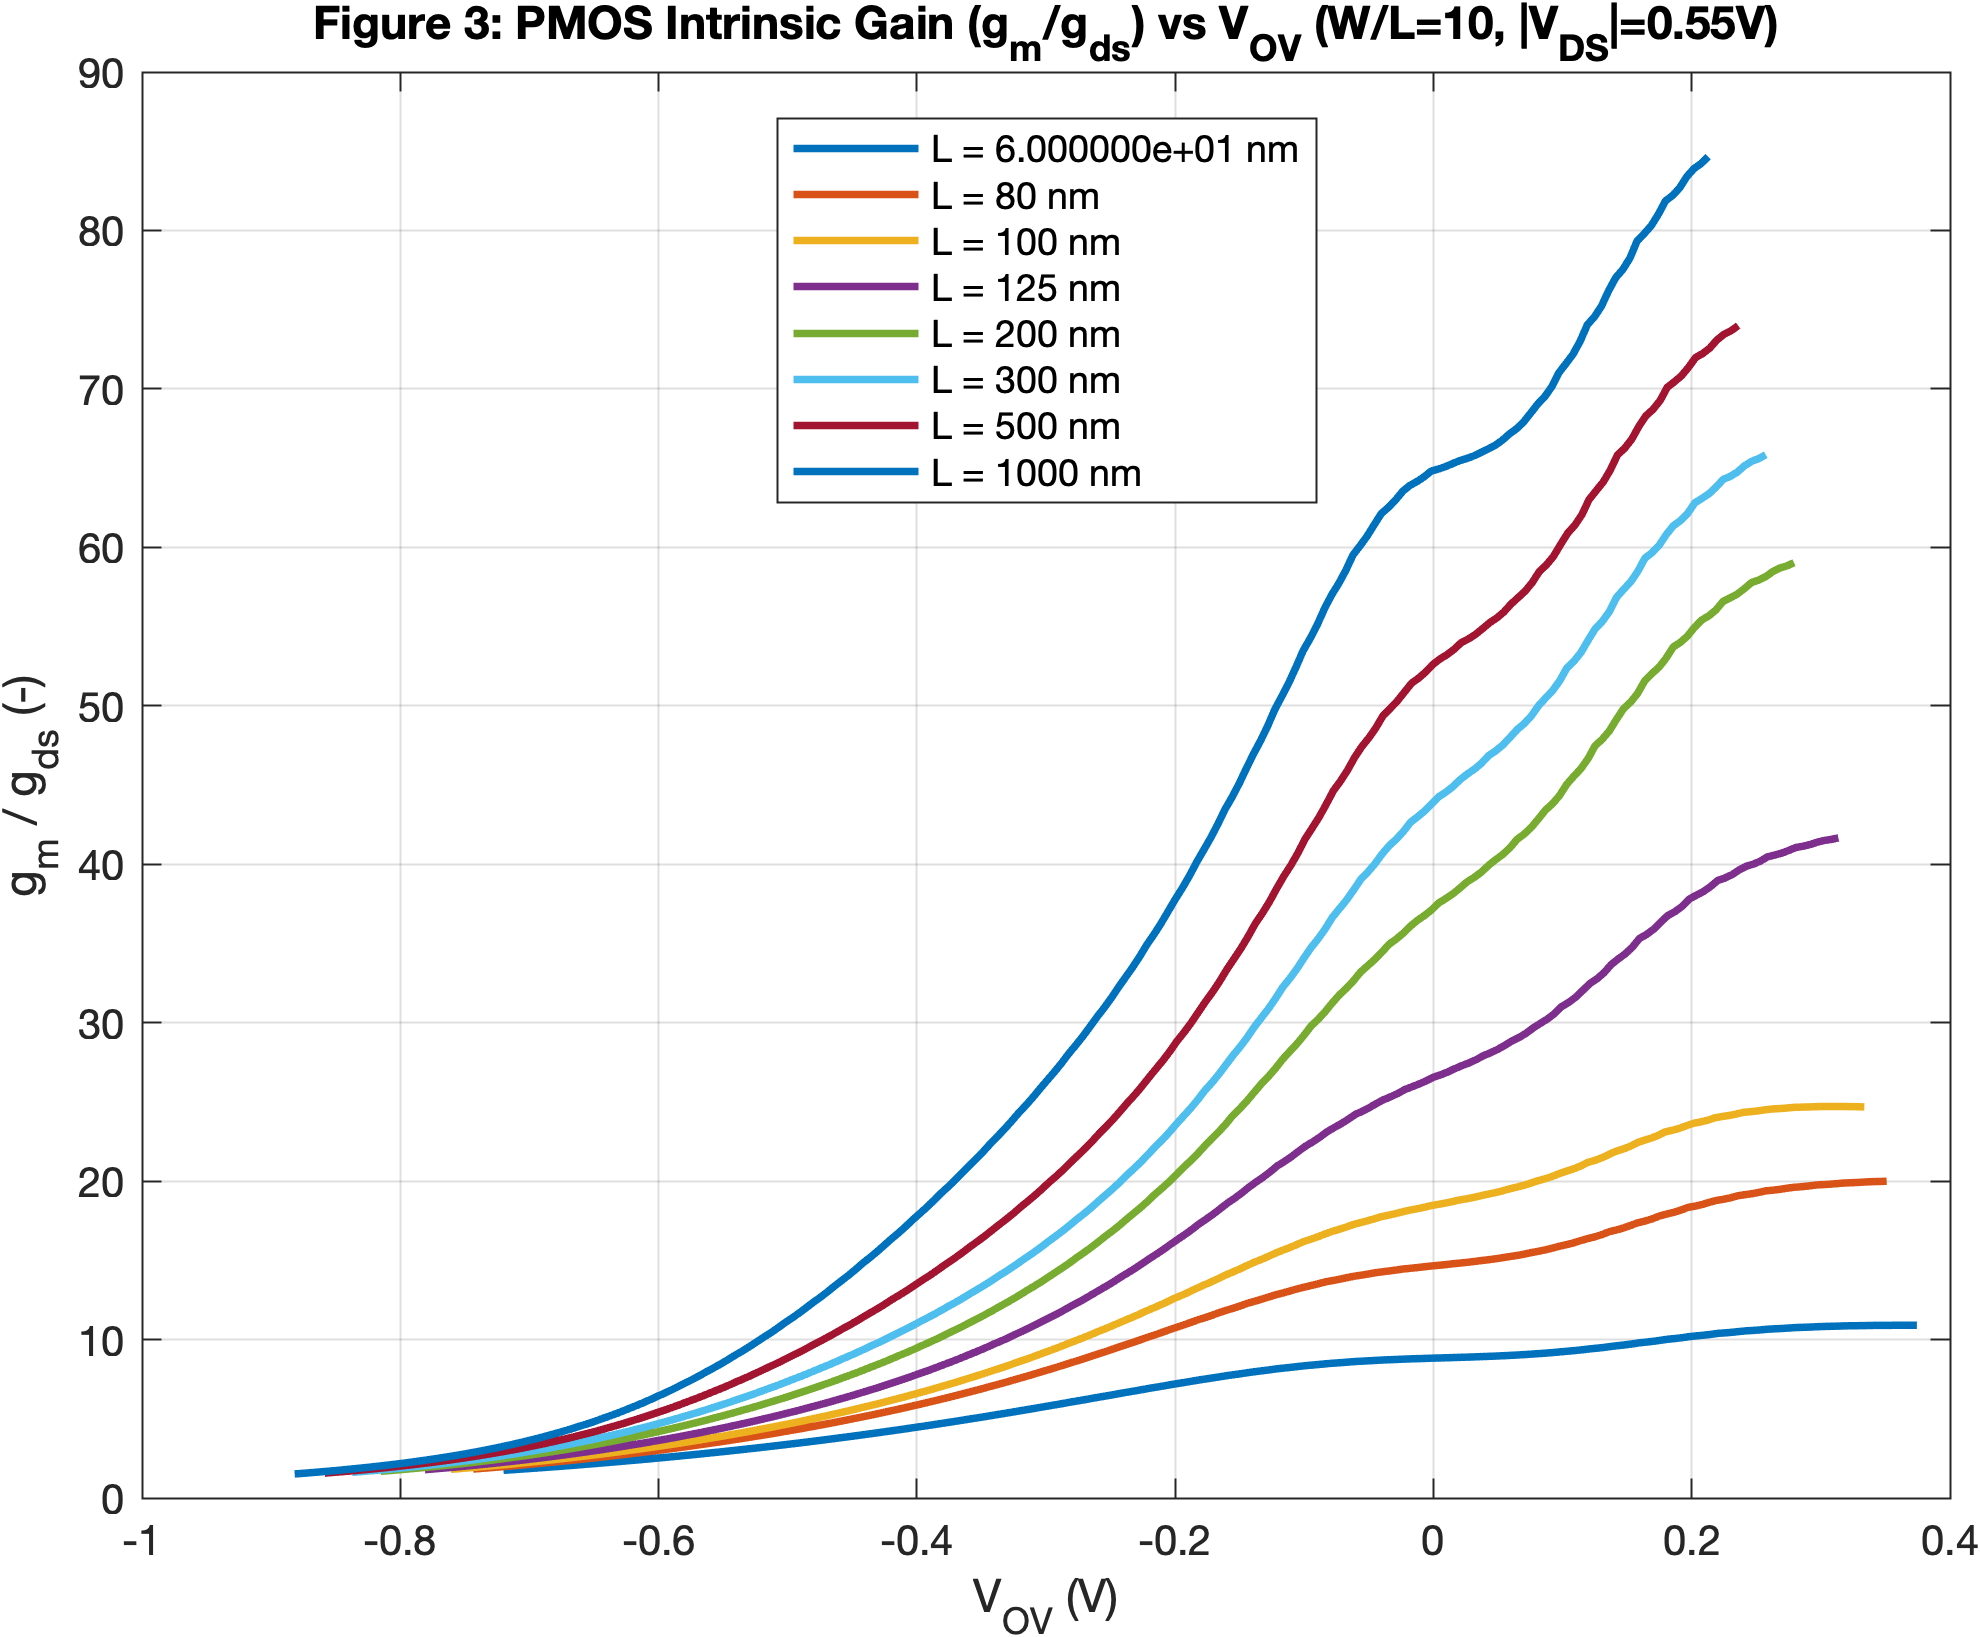 Figure 3: PMOS Intrinsic Gain (gm/gds) vs VOV (W/L=10, |VDS|=0.55V)
90
80
70
60
50
40
30
20
10
0
gm / gds (-)
L = 6.000000e+01 nm
L = 80 nm
L = 100 nm
L = 125 nm
L = 200 nm
L = 300 nm
L = 500 nm
L = 1000 nm
-1 -0.8 -0.6 -0.4 -0.2 0 0.2 0.4
VOV (V)